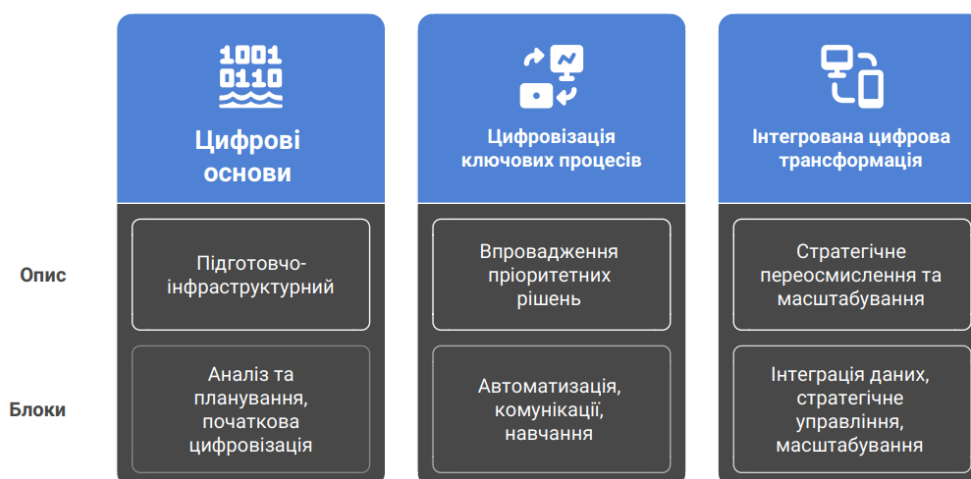 1001
0110
Цифрові
основи
Цифровізація
ключових процесів
Інтегрована цифрова
трансформація
Опис
Підготовчо-
інфраструктурний
Впровадження
пріоритетних
рішень
Стратегічне
переосмислення та
масштабування
Блоки
Аналіз та
планування,
початкова
цифровізація
Автоматизація,
комунікації,
навчання
Інтеграція даних,
стратегічне
управління,
масштабування